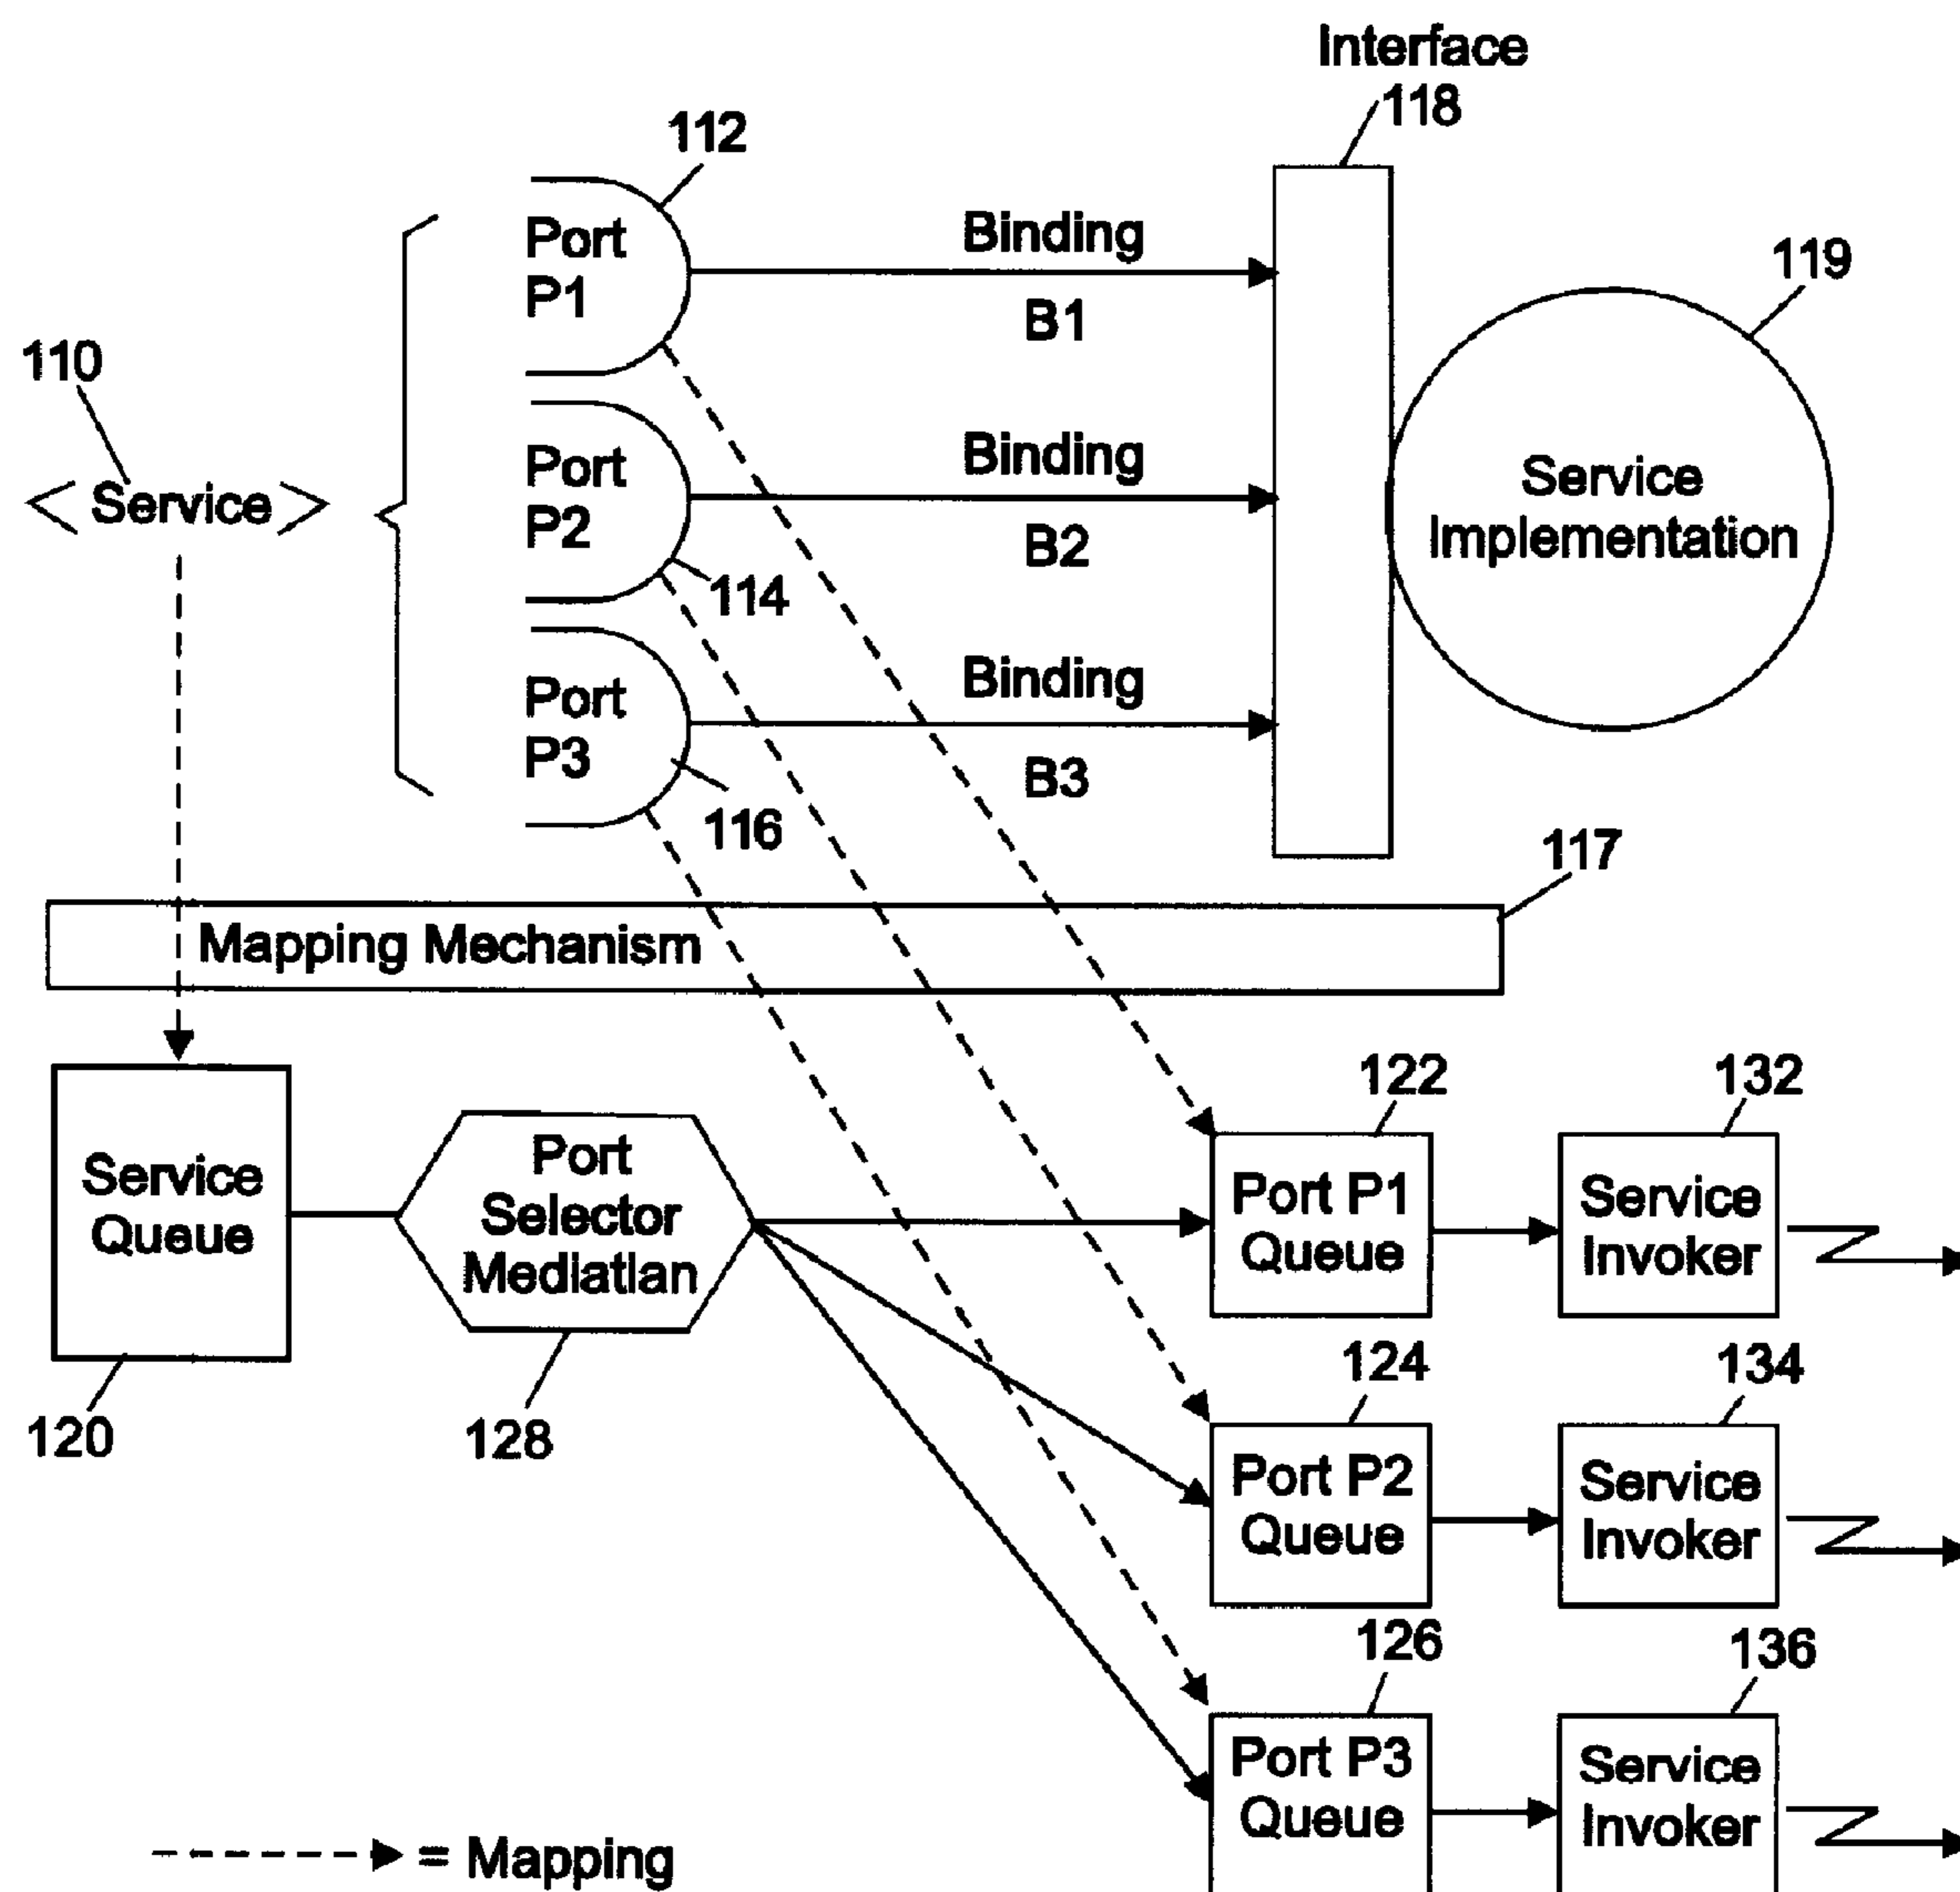 Interface
118
112
Port
P1
Binding
B1
119
110
< Service >
Port
P2
Binding
B2
114
Service
Implementation
Port
P3
Binding
B3
116
117
Mapping Mechanism
122
132
Service
Queue
Port
Selector
Mediatlan
Port P1
Queue
Service
Invoker
120
128
124
134
Port P2
Queue
Service
Invoker
126
136
Port P3
Queue
Service
Invoker
= Mapping